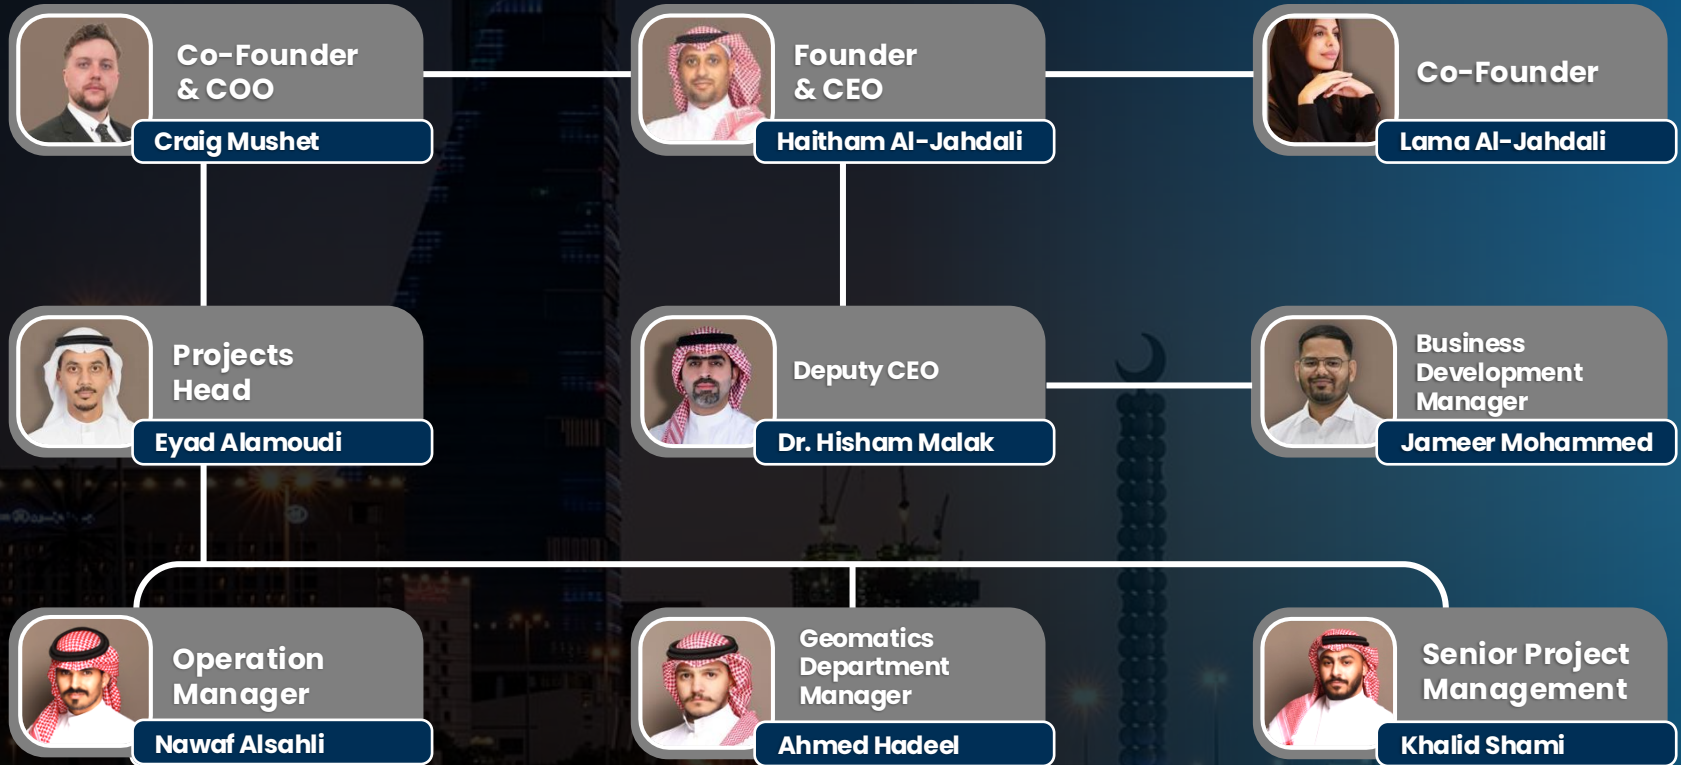 Co-Founder
& COO
Craig Mushet
Founder
& CEO
Haitham Al-Jahdali
Co-Founder
Lama Al-Jahdali
Projects
Head
Eyad Alamoudi
Deputy CEO
Dr. Hisham Malak
Business
Development
Manager
Jameer Mohammed
Operation
Manager
Nawaf Alsahli
Geomatics
Department
Manager
Ahmed Hadeel
Senior Project
Management
Khalid Shami